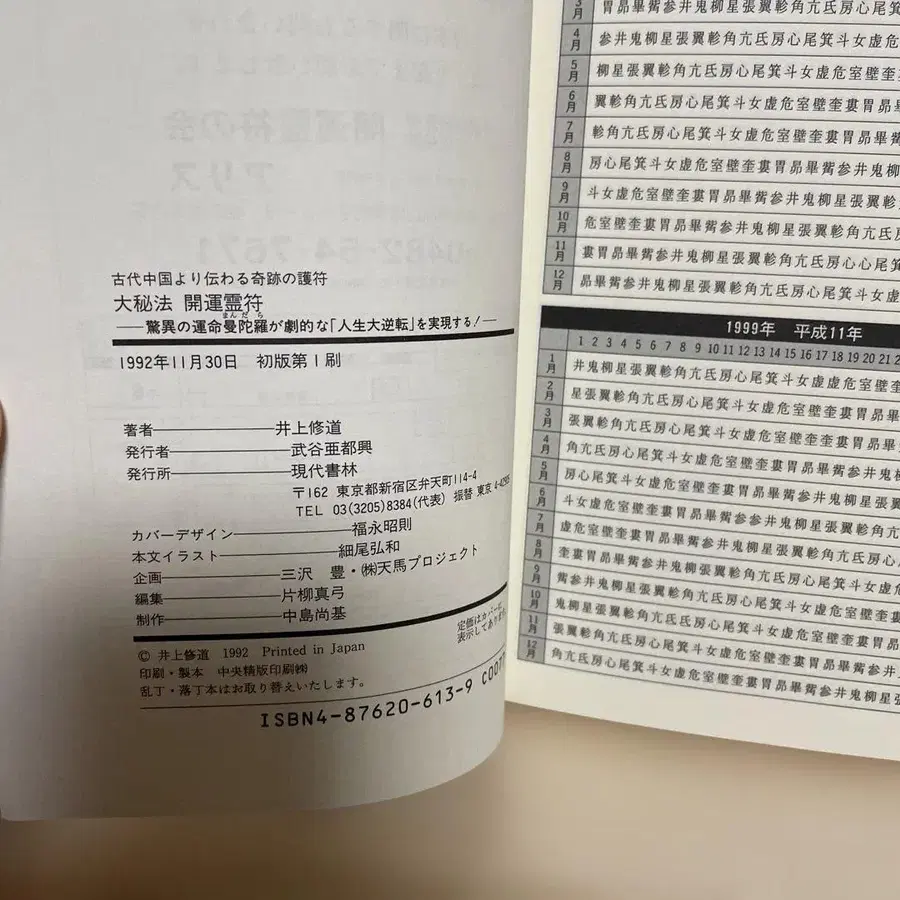 古代中国より伝わる奇跡の護符
大秘法 開運霊符
まんだら
―驚異の運命曼陀羅が劇的な「人生大逆転」を実現する!―
1992年11月30日 初版第1刷
著者―井上修道
発行者―武谷亜都興
発行所―現代書林
〒162 東京都新宿区弁天町114-4
TEL 03(3205)8384(代表) 振替 東京4-42905
カバーデザイン―福永昭則
本文イラスト―細尾弘和
企画―三沢 豊・㈱天馬プロジェクト
編集―片柳真弓
制作―中島尚基
定価はカバーに
表示してあります。
© 井上修道 1992 Printed in Japan
印刷・製本 中央精版印刷㈱
乱丁・落丁本はお取り替えいたします。
ISBN4-87620-613-9 C007
3月 胃昴畢觜参井鬼柳星張翼軫角亢氐房心尾箕
4月 参井鬼柳星張翼軫角亢氐房心尾箕斗女虚危
5月 柳星張翼軫角亢氐房心尾箕斗女虚危室壁奎
6月 翼軫角亢氐房心尾箕斗女虚危室壁奎婁胃昴
7月 軫角亢氐房心尾箕斗女虚危室壁奎婁胃昴畢觜
8月 房心尾箕斗女虚危室壁奎婁胃昴畢觜参井鬼柳
9月 斗女虚危室壁奎婁胃昴畢觜参井鬼柳星張翼軫
10月 危室壁奎婁胃昴畢觜参井鬼柳星張翼軫角亢氐
11月 婁胃昴畢觜参井鬼柳星張翼軫角亢氐房心尾箕
12月 昴畢觜参井鬼柳星張翼軫角亢氐房心尾箕斗女
1999年 平成11年
1 2 3 4 5 6 7 8 9 10 11 12 13 14 15 16 17 18 19 20 21
1月 井鬼柳星張翼軫角亢氐房心尾箕斗女虚虚危室壁奎
2月 星張翼軫角亢氐房心尾箕斗女虚危室壁奎婁胃昴
3月 張翼軫角亢氐房心尾箕斗女虚危室壁奎婁胃昴畢
4月 角亢氐房心尾箕斗女虚危室壁奎婁胃昴畢觜参
5月 房心尾箕斗女虚危室壁奎婁胃昴畢觜参井鬼柳星
6月 斗女虚危室壁奎婁胃昴畢觜参参井鬼柳星張翼
7月 虚危室壁奎婁胃昴畢觜参井鬼柳星張翼軫角亢氐
8月 奎婁胃昴畢觜参井鬼柳張翼軫角亢氐房心尾
9月 觜参井鬼柳星張翼軫角亢氐房心尾箕斗女虚危
10月 鬼柳星張翼軫角亢氐房心尾箕斗女虚危室壁奎
11月 張翼軫角亢氐房心尾箕斗女虚危室壁奎婁胃
12月 角亢氐房心尾箕斗女虚危室壁奎婁胃昴畢觜参井鬼柳星